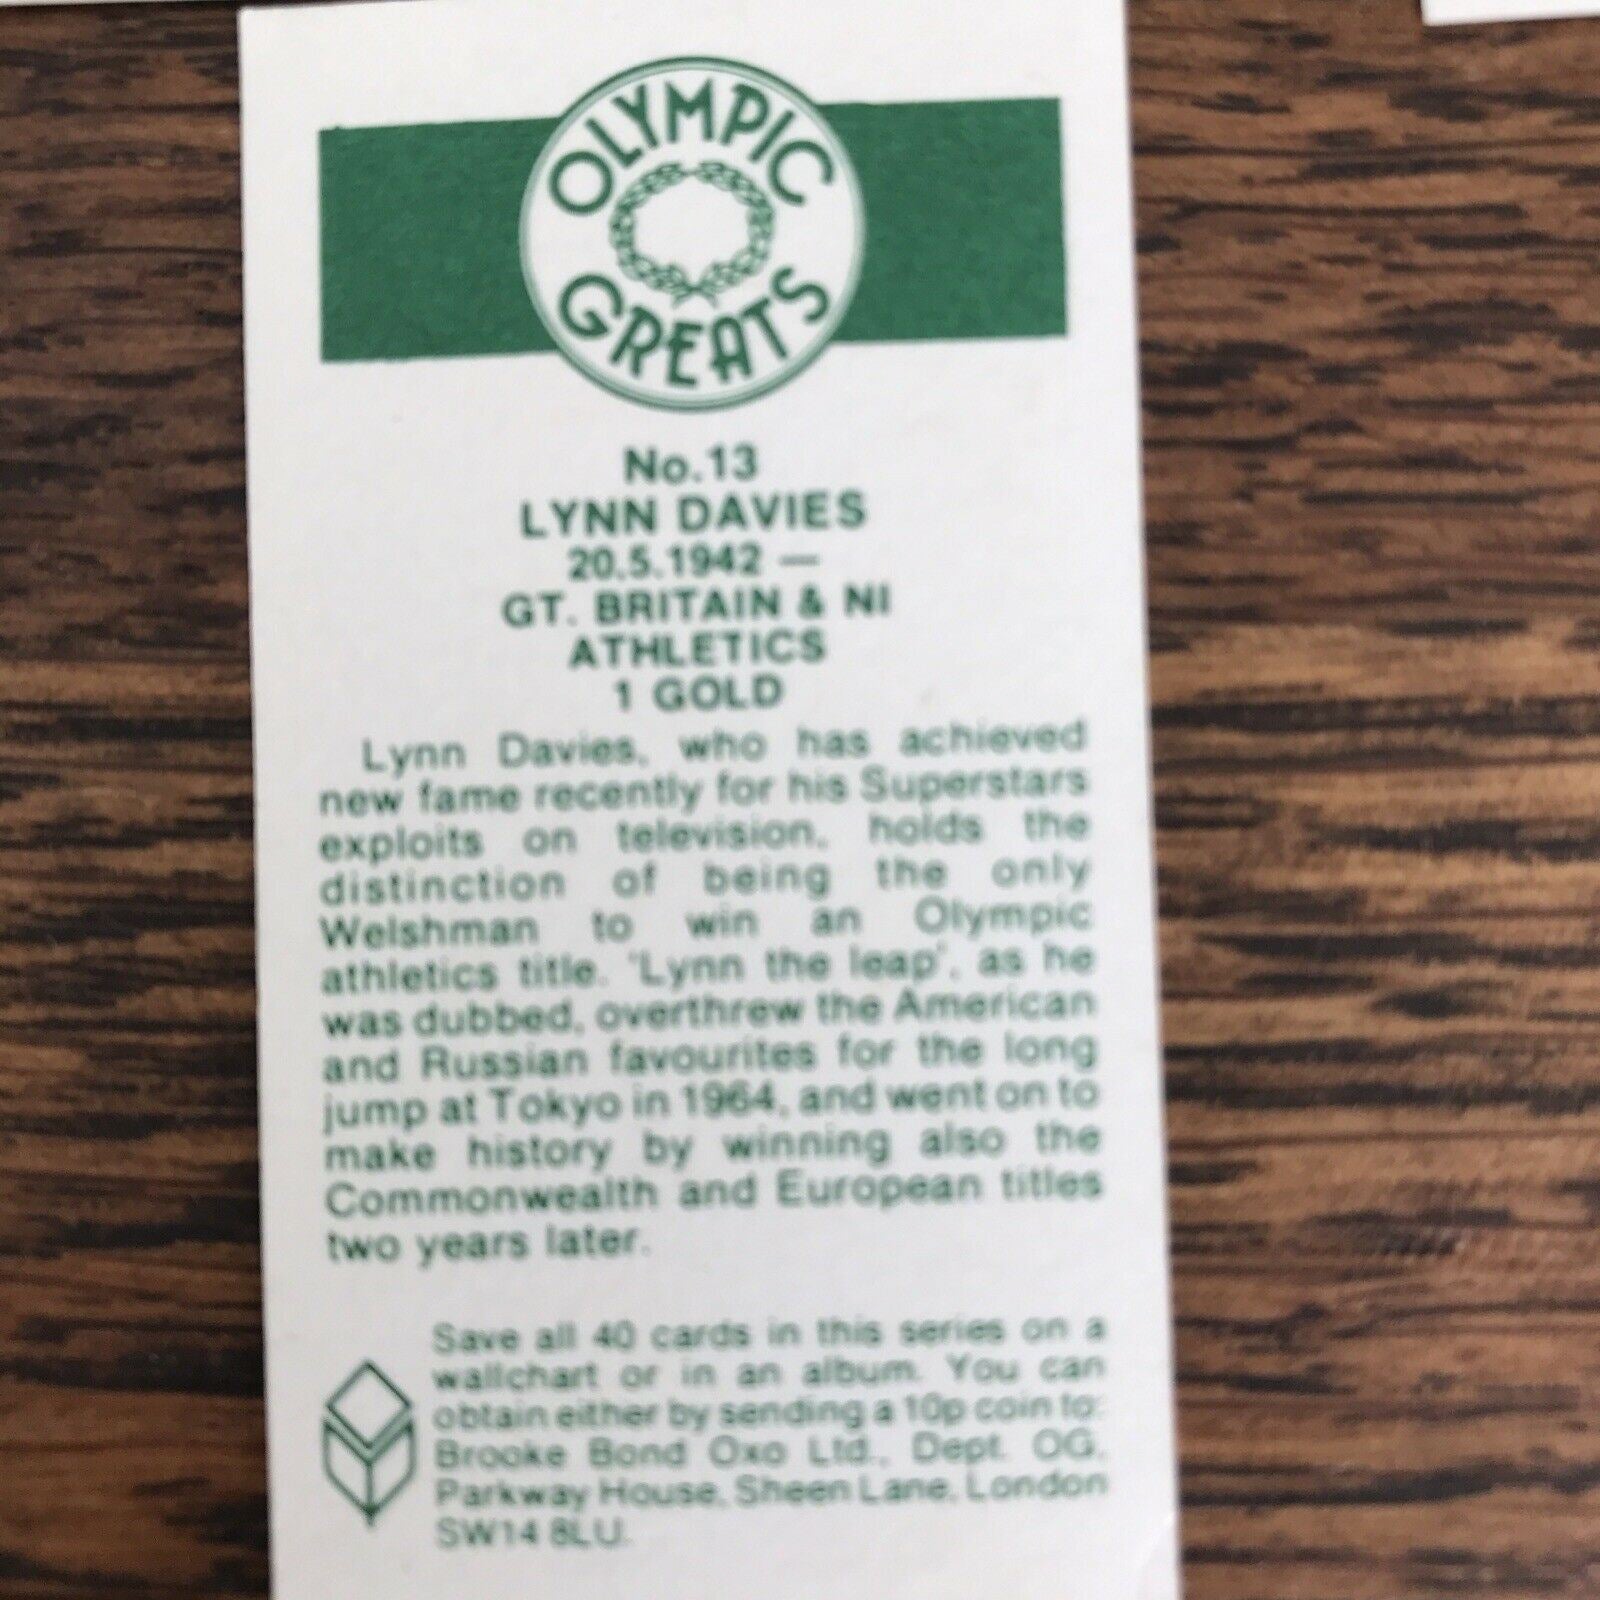 OLYMPIC
GREATS
No.13
LYNN DAVIES
20.5.1942 —
GT. BRITAIN & NI
ATHLETICS
1 GOLD
Lynn Davies, who has achieved
new fame recently for his Superstars
exploits on television, holds the
distinction of being the only
Welshman to win an Olympic
athletics title. 'Lynn the leap', as he
was dubbed, overthrew the American
and Russian favourites for the long
jump at Tokyo in 1964, and went on to
make history by winning also the
Commonwealth and European titles
two years later.
Save all 40 cards in this series on a
wallchart or in an album. You can
obtain either by sending a 10p coin to:
Brooke Bond Oxo Ltd., Dept. OG,
Parkway House, Sheen Lane, London
SW14 8LU.